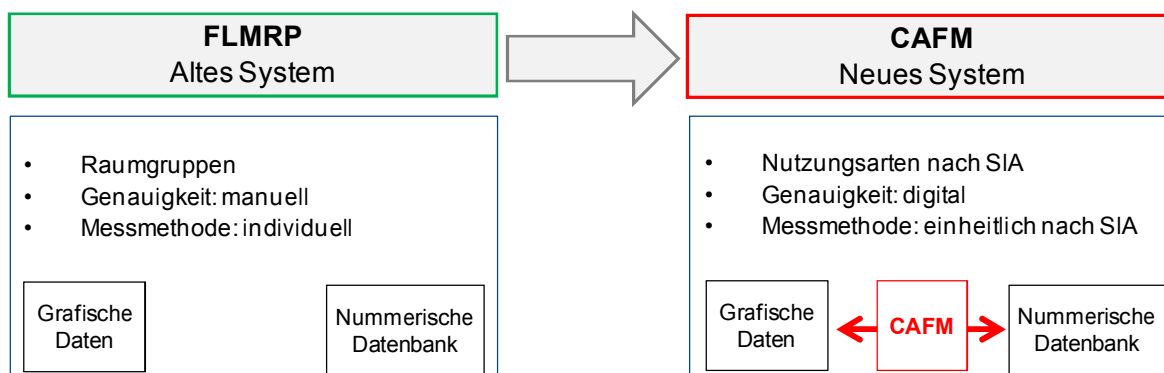 FLMRP
Altes System
CAFM
Neues System
• Raumgruppen
• Genauigkeit: manuell
• Messmethode: individuell
Grafische
Daten
Nummerische
Datenbank
• Nutzungsarten nach SIA
• Genauigkeit: digital
• Messmethode: einheitlich nach SIA
Grafische
Daten
CAFM
Nummerische
Datenbank